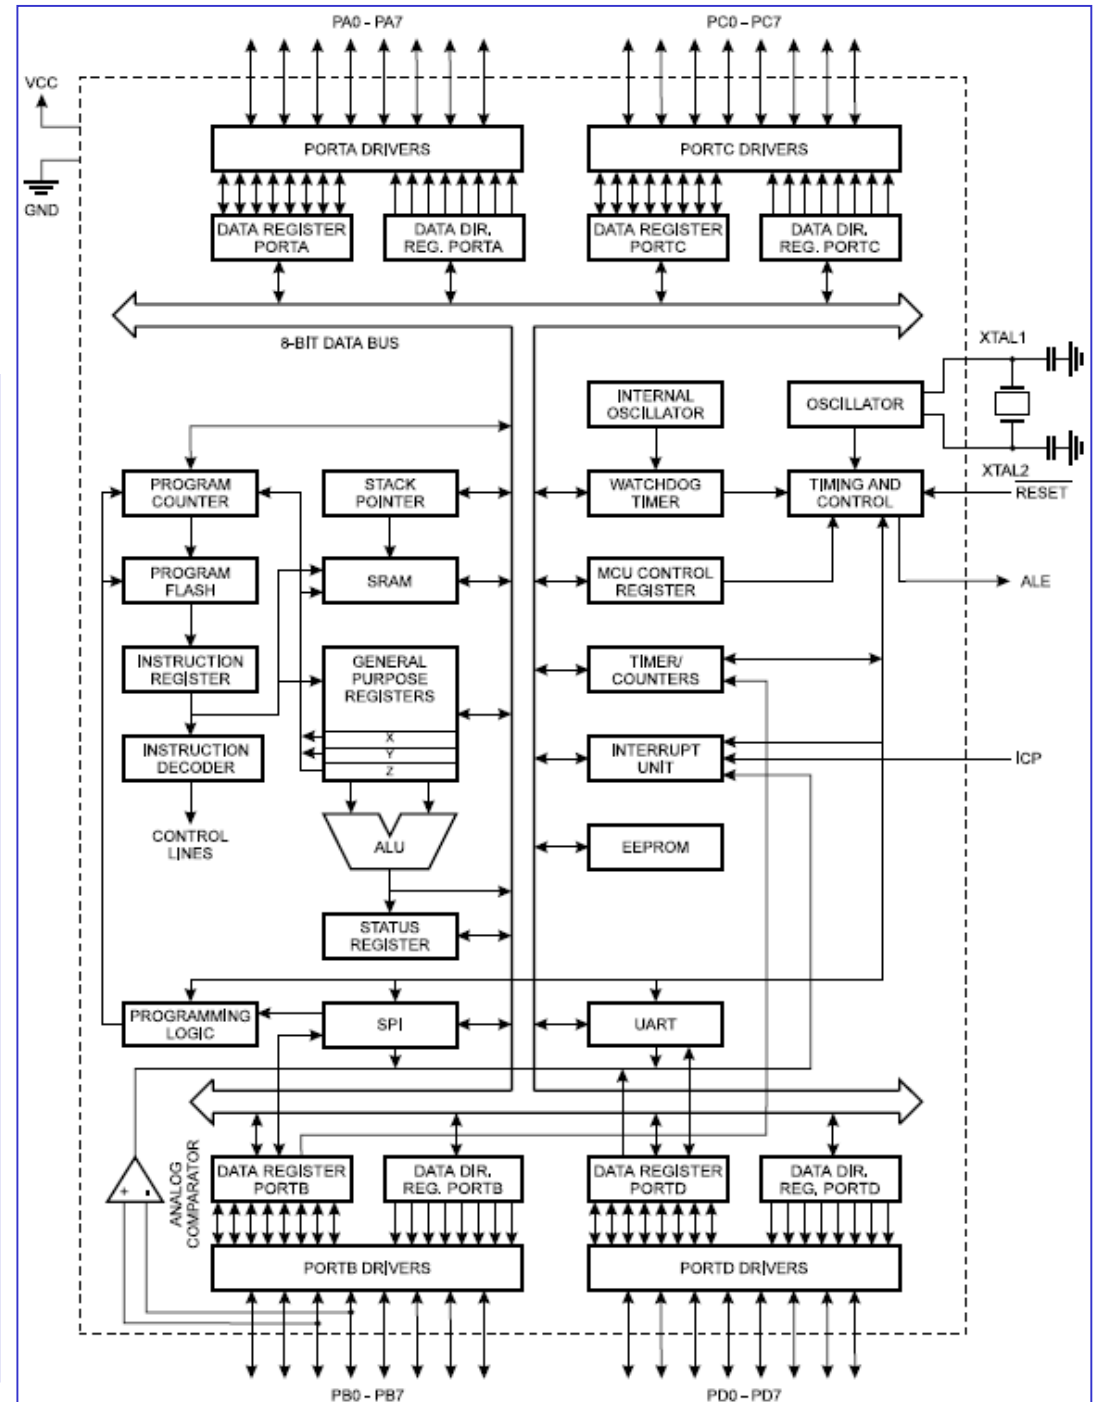 PA0 - PA7
PC0 - PC7
VCC
GND
PORTA DRIVERS
PORTC DRIVERS
DATA REGISTER
PORTA
DATA DIR.
REG. PORTA
DATA REGISTER
PORTC
DATA DIR.
REG. PORTC
8-BIT DATA BUS
XTAL1
INTERNAL
OSCILLATOR
OSCILLATOR
XTAL2
PROGRAM
COUNTER
STACK
POINTER
WATCHDOG
TIMER
TIMING AND
CONTROL
RESET
PROGRAM
FLASH
SRAM
MCU CONTROL
REGISTER
ALE
INSTRUCTION
REGISTER
GENERAL
PURPOSE
REGISTERS
X
Y
Z
TIMER/
COUNTERS
INSTRUCTION
DECODER
INTERRUPT
UNIT
ICP
CONTROL
LINES
ALU
EEPROM
STATUS
REGISTER
PROGRAMMING
LOGIC
SPI
UART
+
-
ANALOG
COMPARATOR
DATA REGISTER
PORTB
DATA DIR.
REG. PORTB
DATA REGISTER
PORTD
DATA DIR.
REG. PORTD
PORTB DRIVERS
PORTD DRIVERS
PB0 - PB7
PD0 - PD7